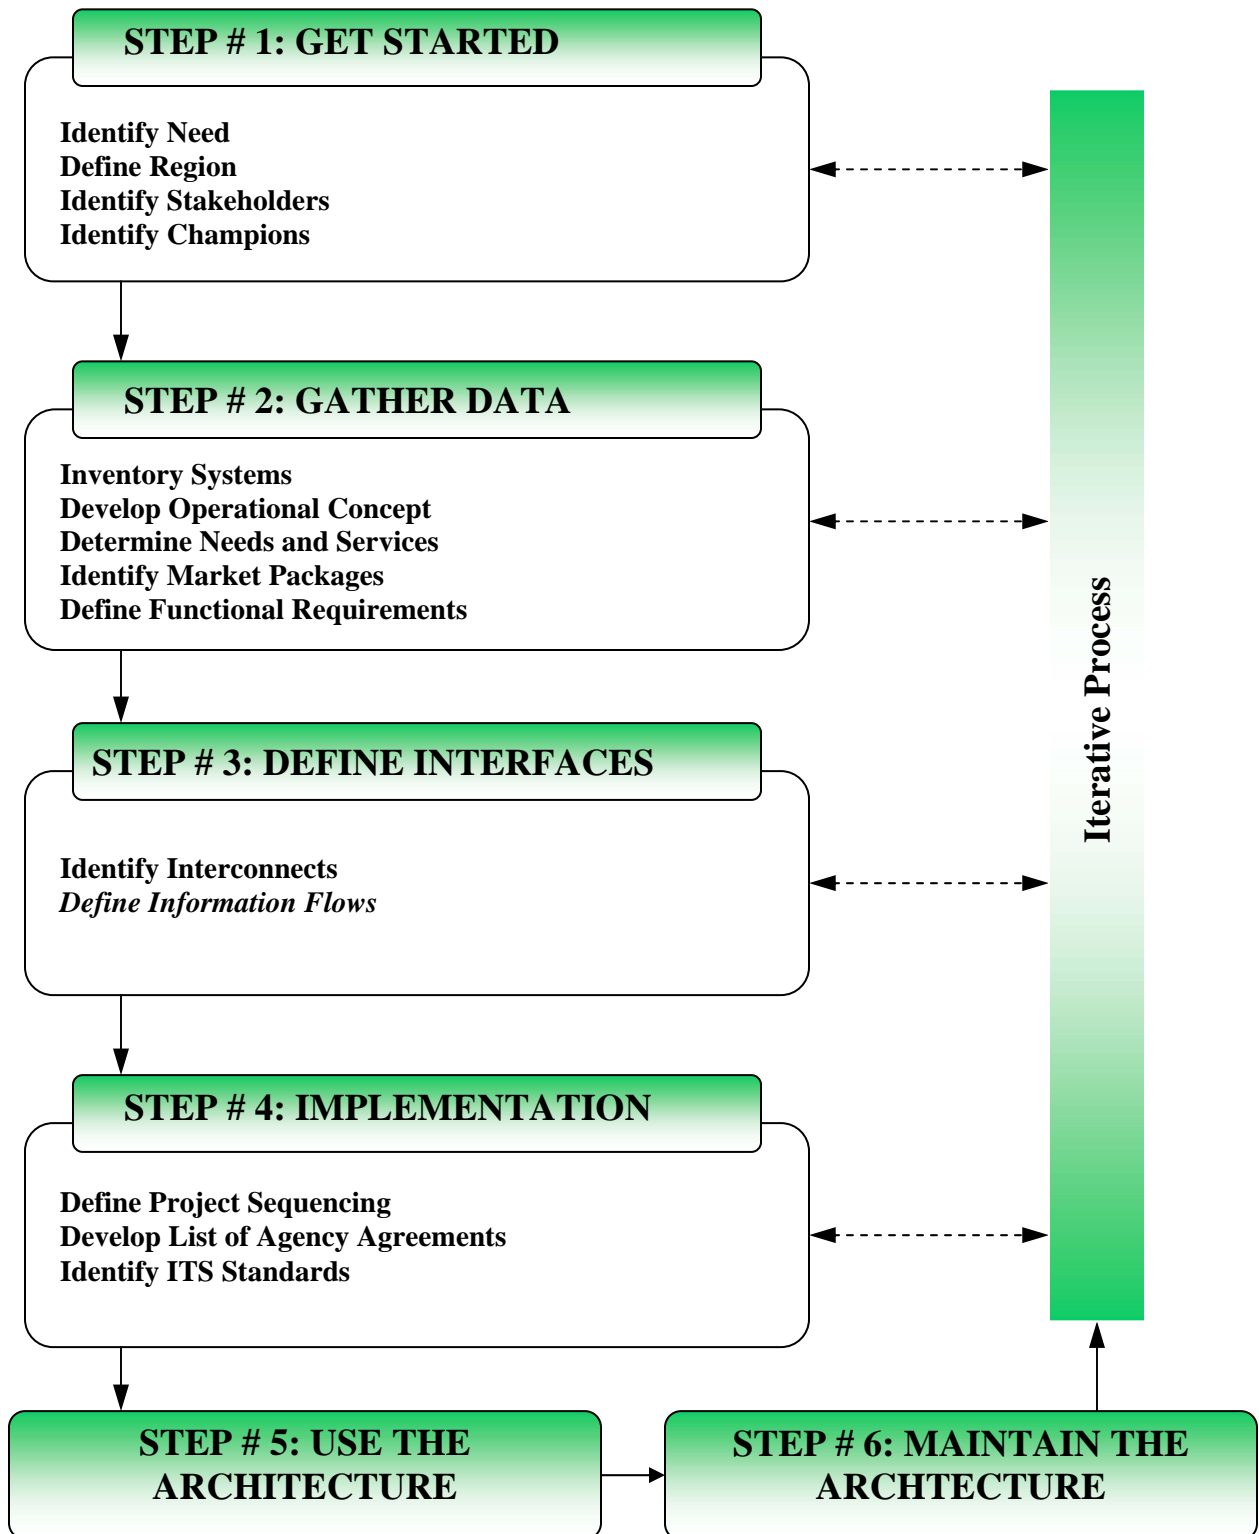 STEP # 1: GET STARTED
Identify Need
Define Region
Identify Stakeholders
Identify Champions
STEP # 2: GATHER DATA
Inventory Systems
Develop Operational Concept
Determine Needs and Services
Identify Market Packages
Define Functional Requirements
STEP # 3: DEFINE INTERFACES
Identify Interconnects
Define Information Flows
STEP # 4: IMPLEMENTATION
Define Project Sequencing
Develop List of Agency Agreements
Identify ITS Standards
STEP # 5: USE THE
ARCHITECTURE
STEP # 6: MAINTAIN THE
ARCHTECTURE
Iterative Process